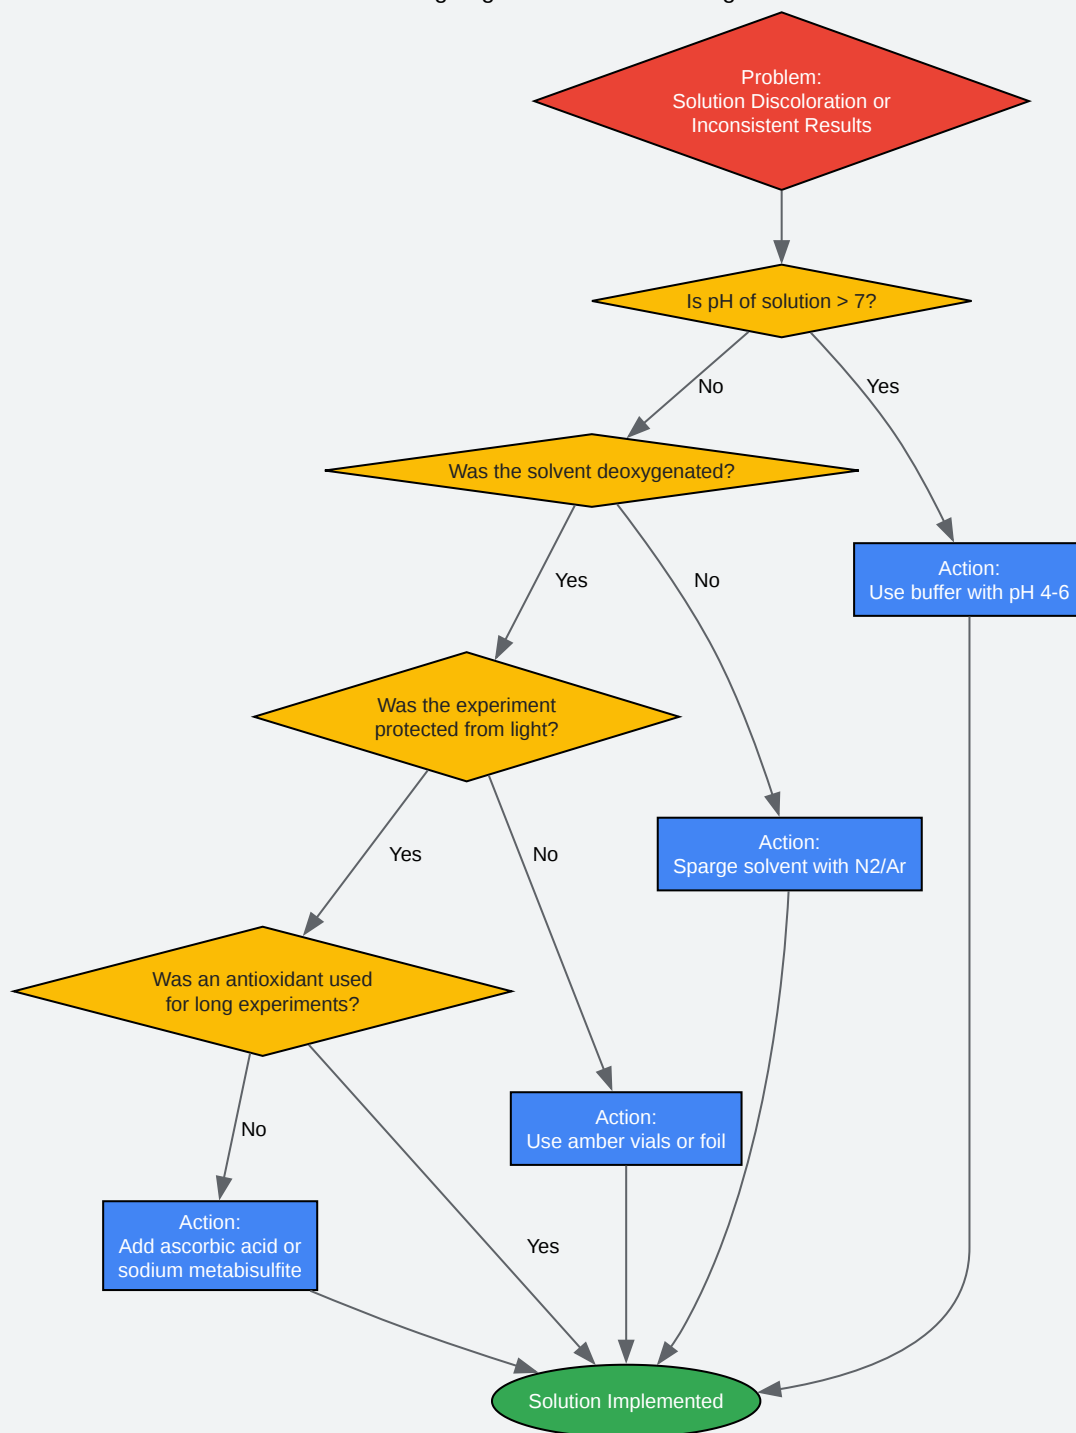 Problem:
Solution Discoloration or
Inconsistent Results
Is pH of solution > 7?
No
Yes
Was the solvent deoxygenated?
Action:
Use buffer with pH 4-6
Yes
No
Was the experiment
protected from light?
Action:
Sparge solvent with N2/Ar
Yes
No
Was an antioxidant used
for long experiments?
Action:
Use amber vials or foil
No
Action:
Add ascorbic acid or
sodium metabisulfite
Yes
Solution Implemented